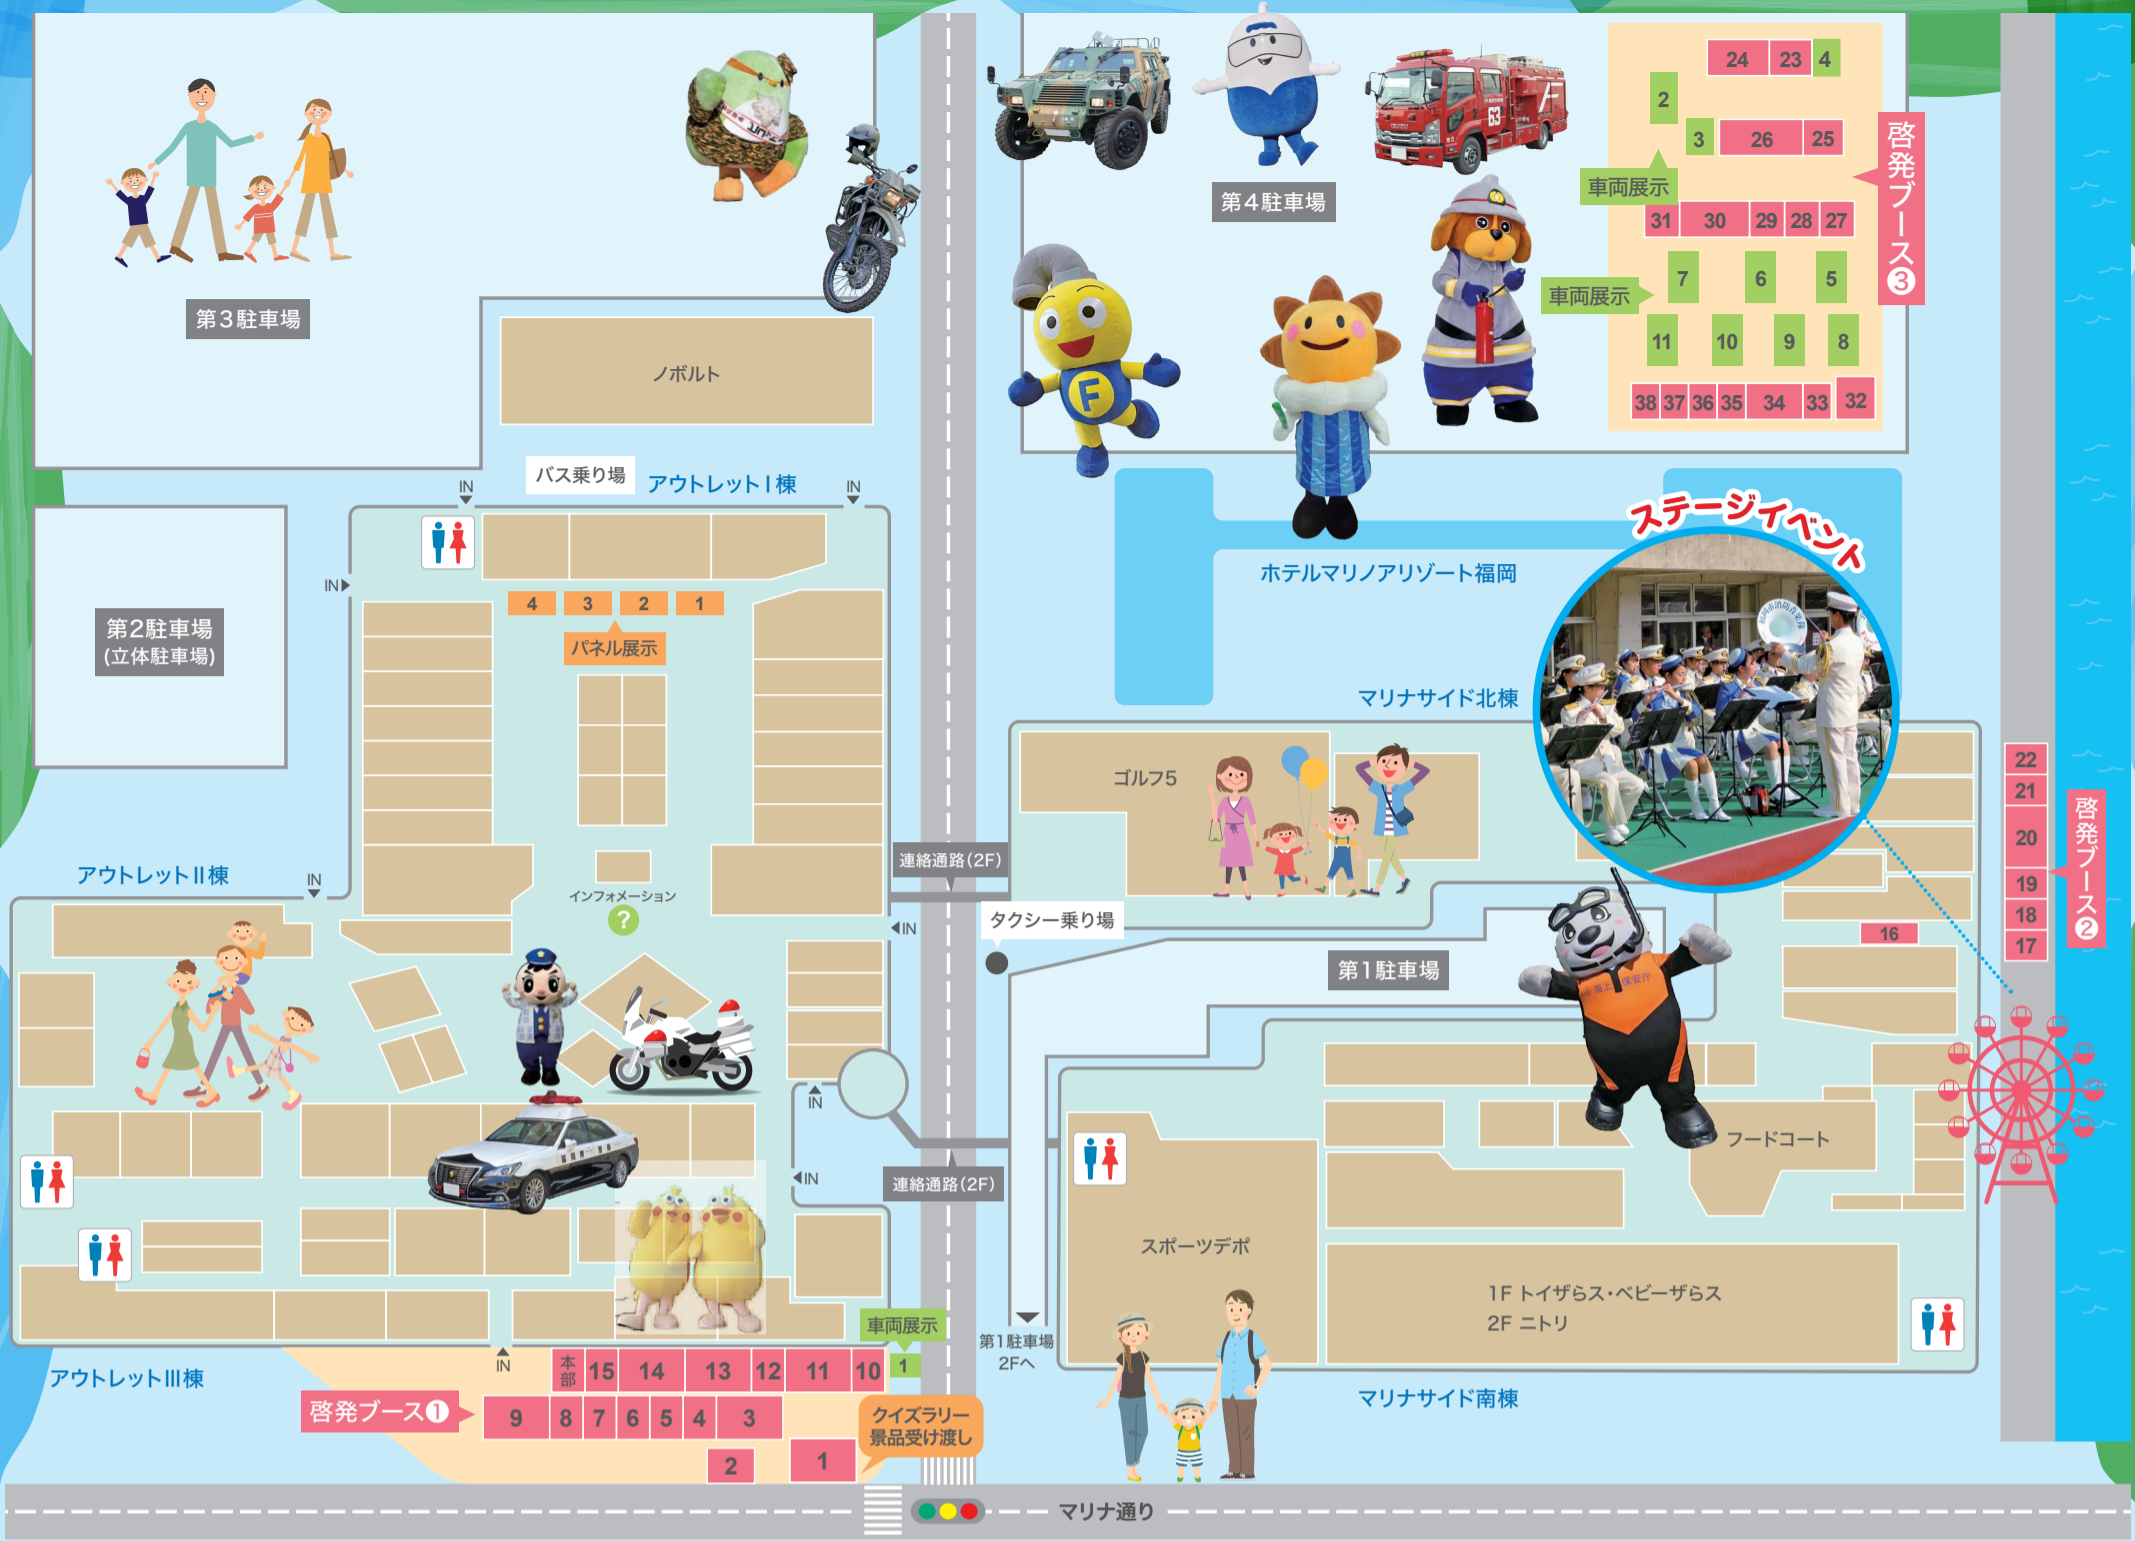 第3駐車場
ノボルト
バス乗り場
アウトレットⅠ棟
IN
IN
IN
4
3
2
1
パネル展示
第2駐車場
(立体駐車場)
アウトレットⅡ棟
IN
インフォメーション
?
連絡通路(2F)
IN
タクシー乗り場
IN
IN
連絡通路(2F)
車両展示
1
アウトレットⅢ棟
IN
本部
15
14
13
12
11
10
啓発ブース❶
9
8
7
6
5
4
3
2
1
クイズラリー
景品受け渡し
第1駐車場
2Fへ
マリナ通り
第4駐車場
63
F
24
23
4
2
3
26
25
車両展示
啓発ブース❸
31
30
29
28
27
7
6
5
車両展示
11
10
9
8
38
37
36
35
34
33
32
ステージイベント
ホテルマリノアリゾート福岡
マリナサイド北棟
ゴルフ5
22
21
20
19
18
17
啓発ブース❷
16
第1駐車場
フードコート
スポーツデポ
1F トイザらス・ベビーザらス
2F ニトリ
マリナサイド南棟